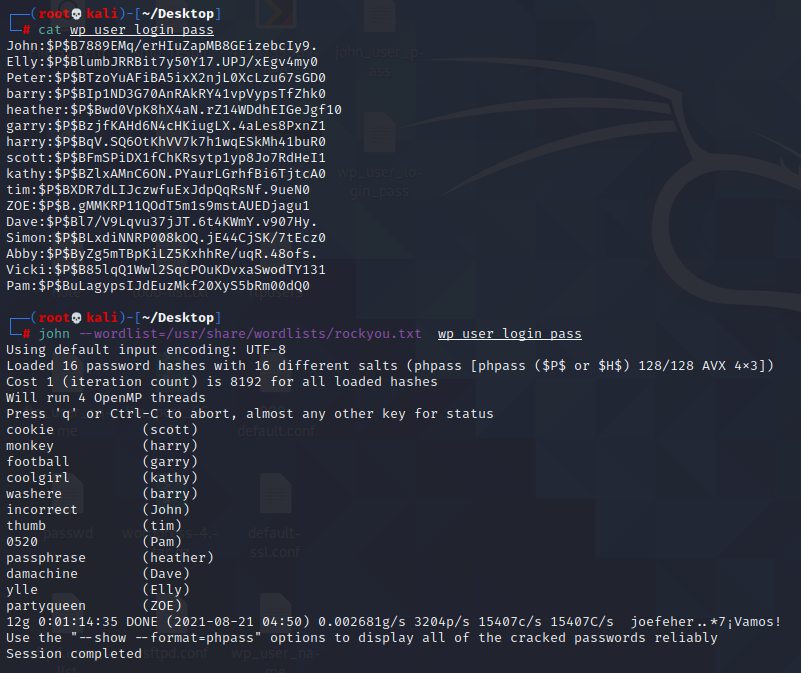 ┌──(root💀kali)-[~/Desktop]
└─# cat wp_user_login_pass
John:$P$B7889EMq/erHIuZapMB8GEizebcIy9.
Elly:$P$BlumbJRRBit7y50Y17.UPJ/xEgv4my0
Peter:$P$BTzoYuAFiBA5ixX2njL0XcLzu67sGD0
barry:$P$BIp1ND3G70AnRAkRY41vpVypsTfZhk0
heather:$P$Bwd0VpK8hX4aN.rZ14WDdhEIGeJgf10
garry:$P$BzjfKAHd6N4cHKiugLX.4aLes8PxnZ1
harry:$P$BqV.SQ6OtKhVV7k7h1wqESkMh41buR0
scott:$P$BFmSPiDX1fChKRsytp1yp8Jo7RdHeI1
kathy:$P$BZlxAMnC6ON.PYaurLGrhfBi6TjtcA0
tim:$P$BXDR7dLIJczwfuExJdpQqRsNf.9ueN0
ZOE:$P$B.gMMKRP11QOdT5m1s9mstAUEDjagu1
Dave:$P$Bl7/V9Lqvu37jJT.6t4KWmY.v907Hy.
Simon:$P$BLxdiNNRP008kOQ.jE44CjSK/7tEcz0
Abby:$P$ByZg5mTBpKiLZ5KxhhRe/uqR.48ofs.
Vicki:$P$B85lqQ1Wwl2SqcPOuKDvxaSwodTY131
Pam:$P$BuLagypsIJdEuzMkf20XyS5bRm00dQ0
┌──(root💀kali)-[~/Desktop]
└─# john --wordlist=/usr/share/wordlists/rockyou.txt  wp_user_login_pass
Using default input encoding: UTF-8
Loaded 16 password hashes with 16 different salts (phpass [phpass ($P$ or $H$) 128/128 AVX 4×3])
Cost 1 (iteration count) is 8192 for all loaded hashes
Will run 4 OpenMP threads
Press 'q' or Ctrl-C to abort, almost any other key for status
cookie           (scott)
monkey           (harry)
football         (garry)
coolgirl         (kathy)
washere          (barry)
incorrect        (John)
thumb            (tim)
0520             (Pam)
passphrase       (heather)
damachine        (Dave)
ylle             (Elly)
partyqueen       (ZOE)
12g 0:01:14:35 DONE (2021-08-21 04:50) 0.002681g/s 3204p/s 15407c/s 15407C/s  joefeher..*7¡Vamos!
Use the "--show --format=phpass" options to display all of the cracked passwords reliably
Session completed